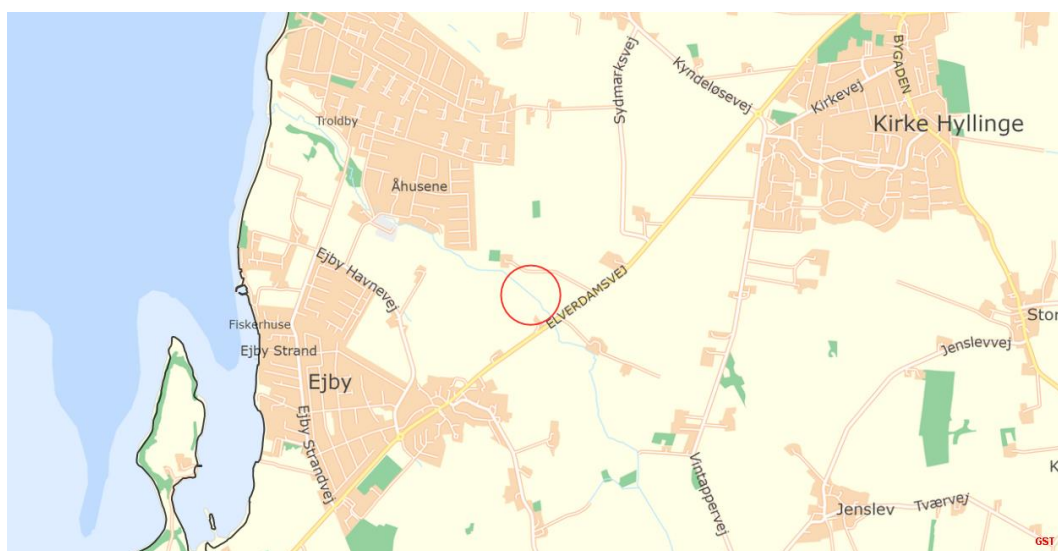 BYGADEN
Kyndeløsevej
Kirkevej
Sydmarksvej
Troldby
Kirke Hyllinge
Åhusene
Ejby Havnevej
ELVERDAMSVEJ
Fiskerhuse
Stor
Ejby Strand
Jenslevvej
Ejby
Ejby Strandvej
Vintappervej
K
Tværvej
Jenslev
GST